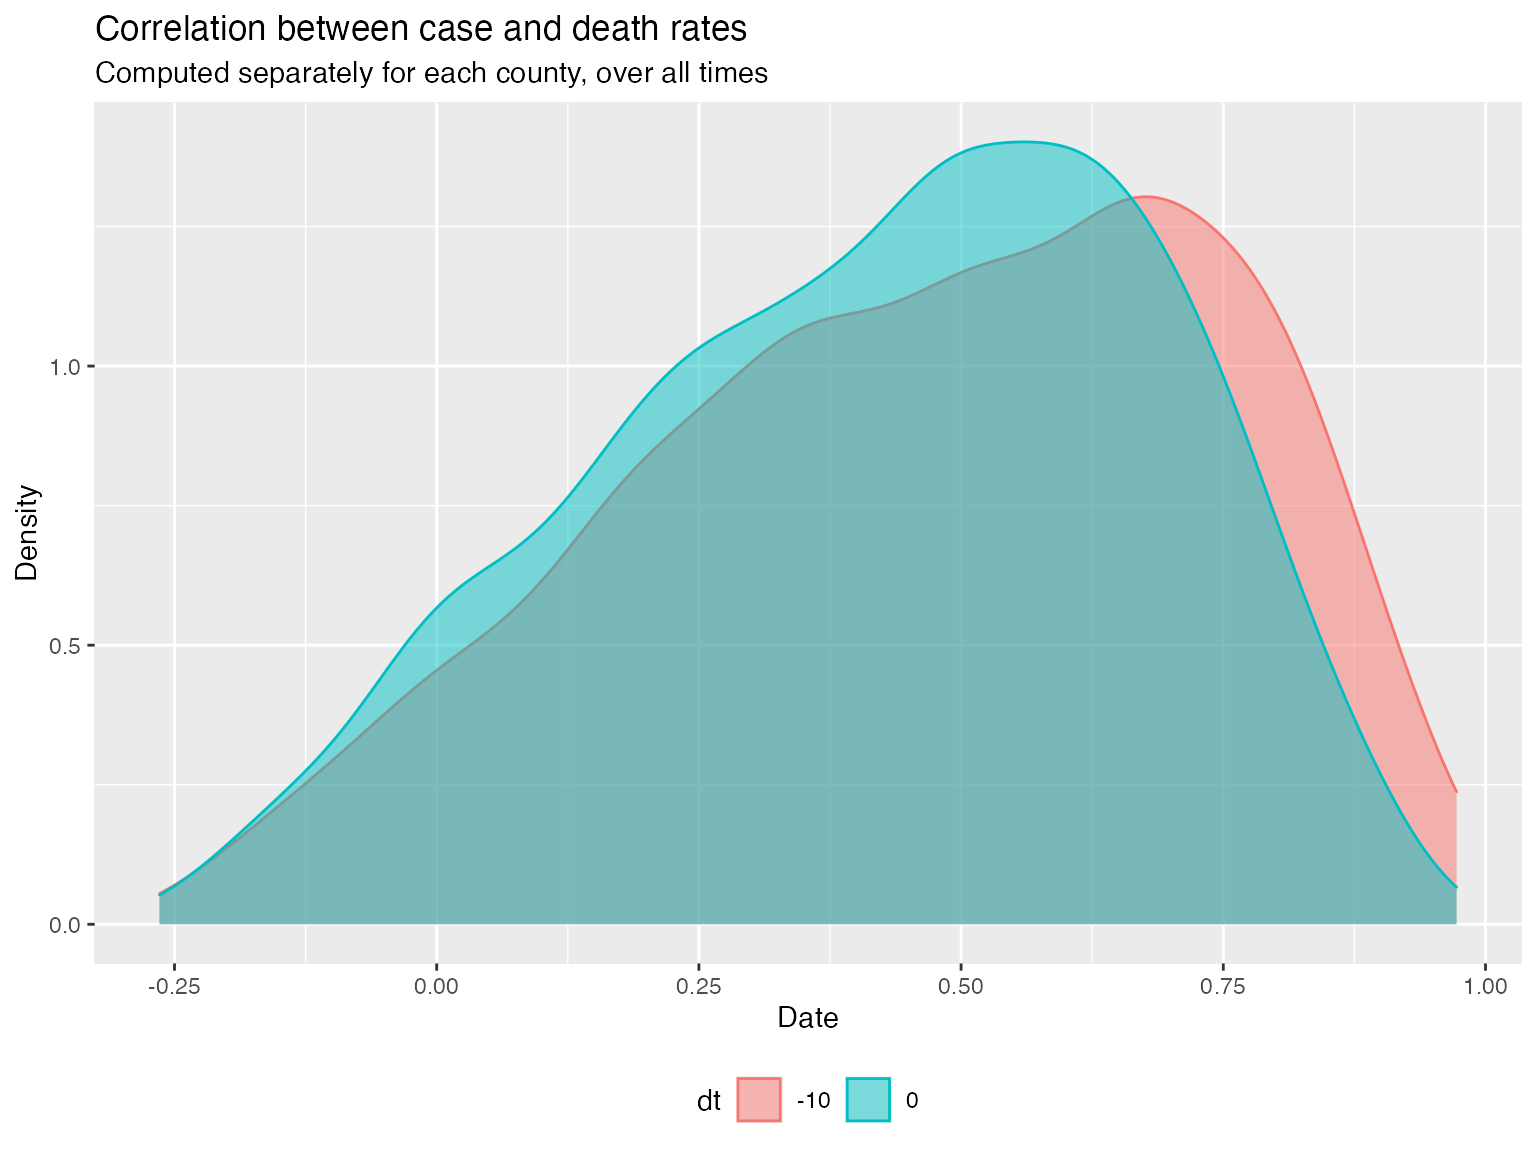 Correlation between case and death rates
Computed separately for each county, over all times
Density
1.0
0.5
0.0
-0.25 0.00 0.25 0.50 0.75 1.00
Date
dt -10 0